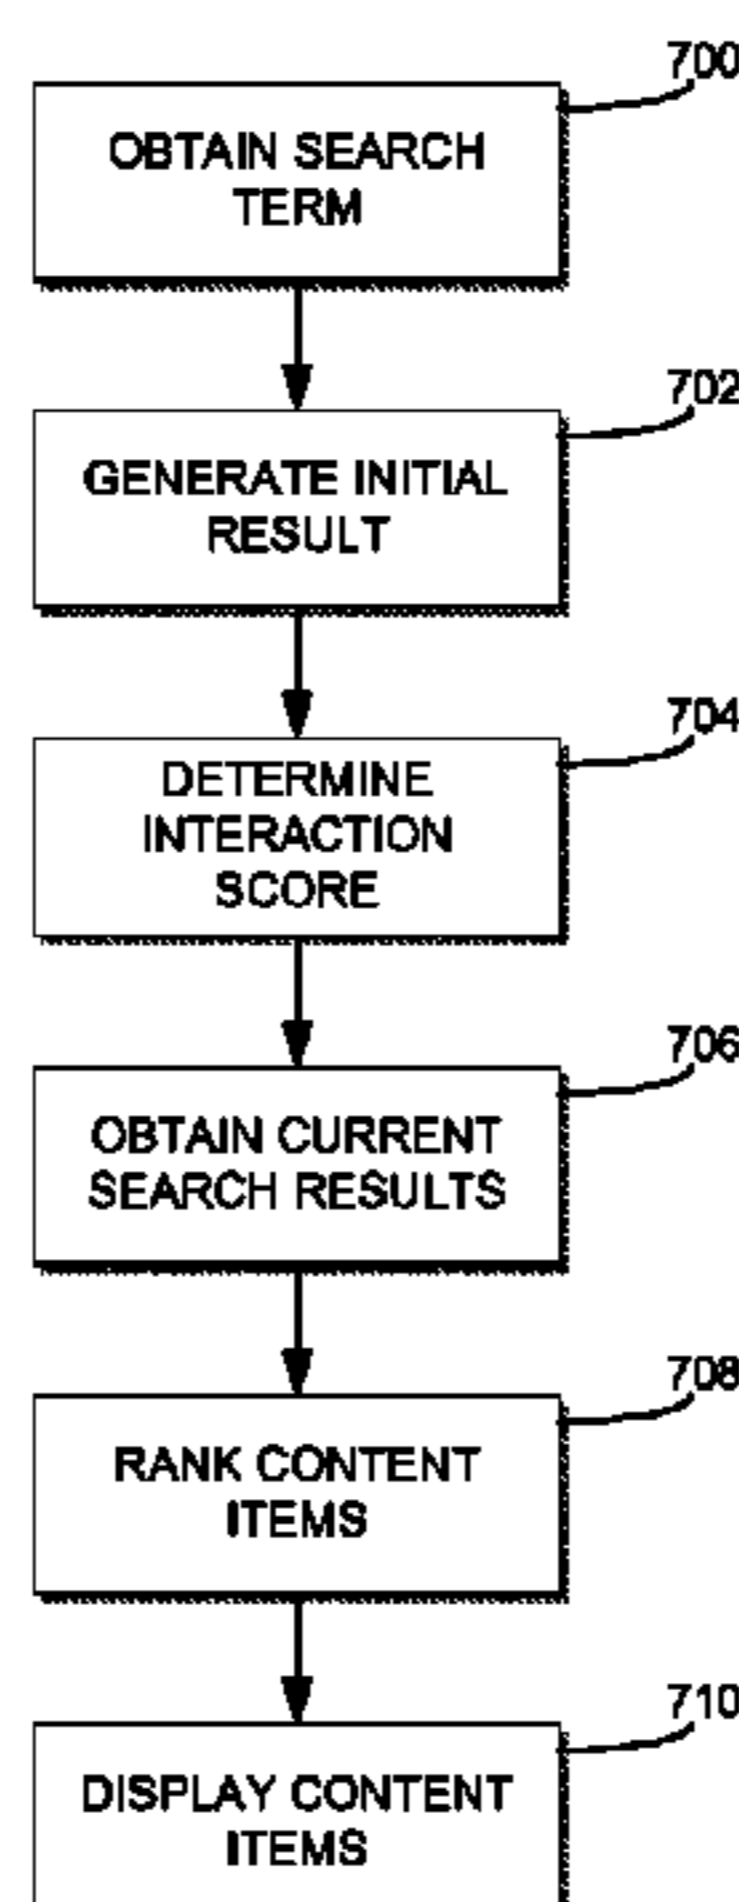 700
OBTAIN SEARCH
TERM
702
GENERATE INITIAL
RESULT
704
DETERMINE
INTERACTION
SCORE
706
OBTAIN CURRENT
SEARCH RESULTS
708
RANK CONTENT
ITEMS
710
DISPLAY CONTENT
ITEMS